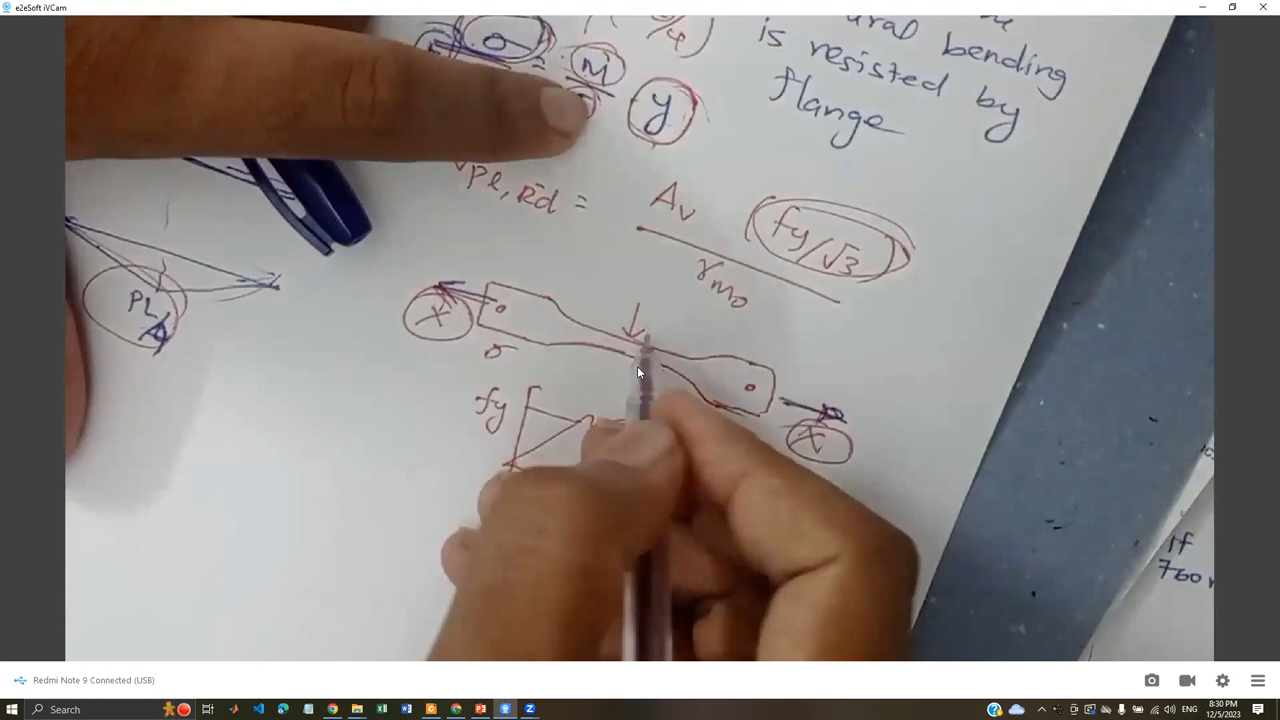 e2eSoft iVCam
ural bending
is resisted by
flange
σ = M
y
Vpl, Rd = Av fy/√3
γM0
PL
X
σ
fy
X
If
Redmi Note 9 Connected (USB)
Search
ENG
8:30 PM
12/5/2023